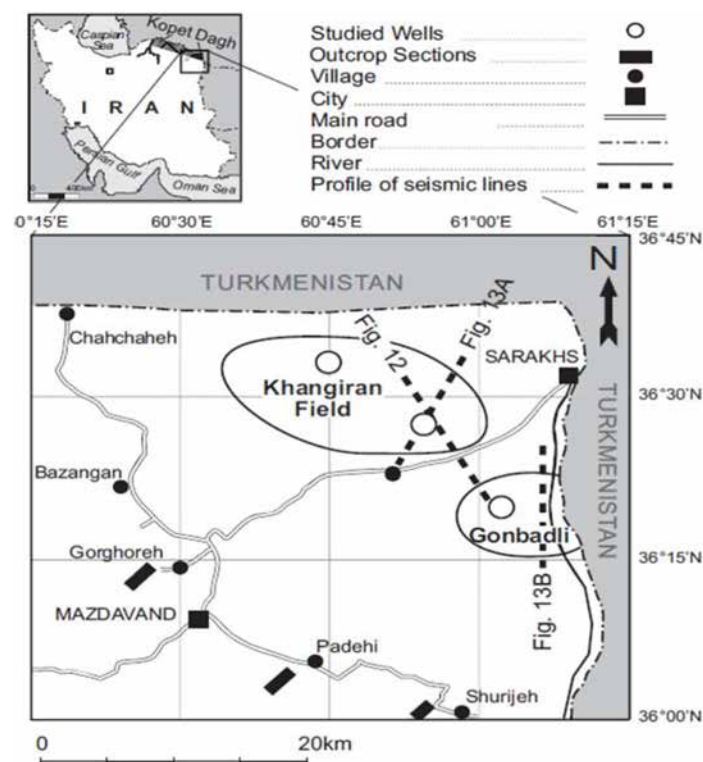 Kopet Dagh
Caspian
Sea
I R A N
Persian Gulf
Oman Sea
0
Studied Wells
Outcrop Sections
Village
City
Main road
Border
River
Profile of seismic lines
0°15'E
60°30'E
60°45'E
61°00'E
61°15'E
36°45'N
36°30'N
36°15'N
36°00'N
TURKMENISTAN
N
Fig. 13A
Fig. 12
Chahchaheh
SARAKHS
Khangiran
Field
TURKMENISTAN
Bazangan
Gonbadli
Gorghoreh
Fig. 13B
MAZDAVAND
Padehi
Shurijeh
0
20km